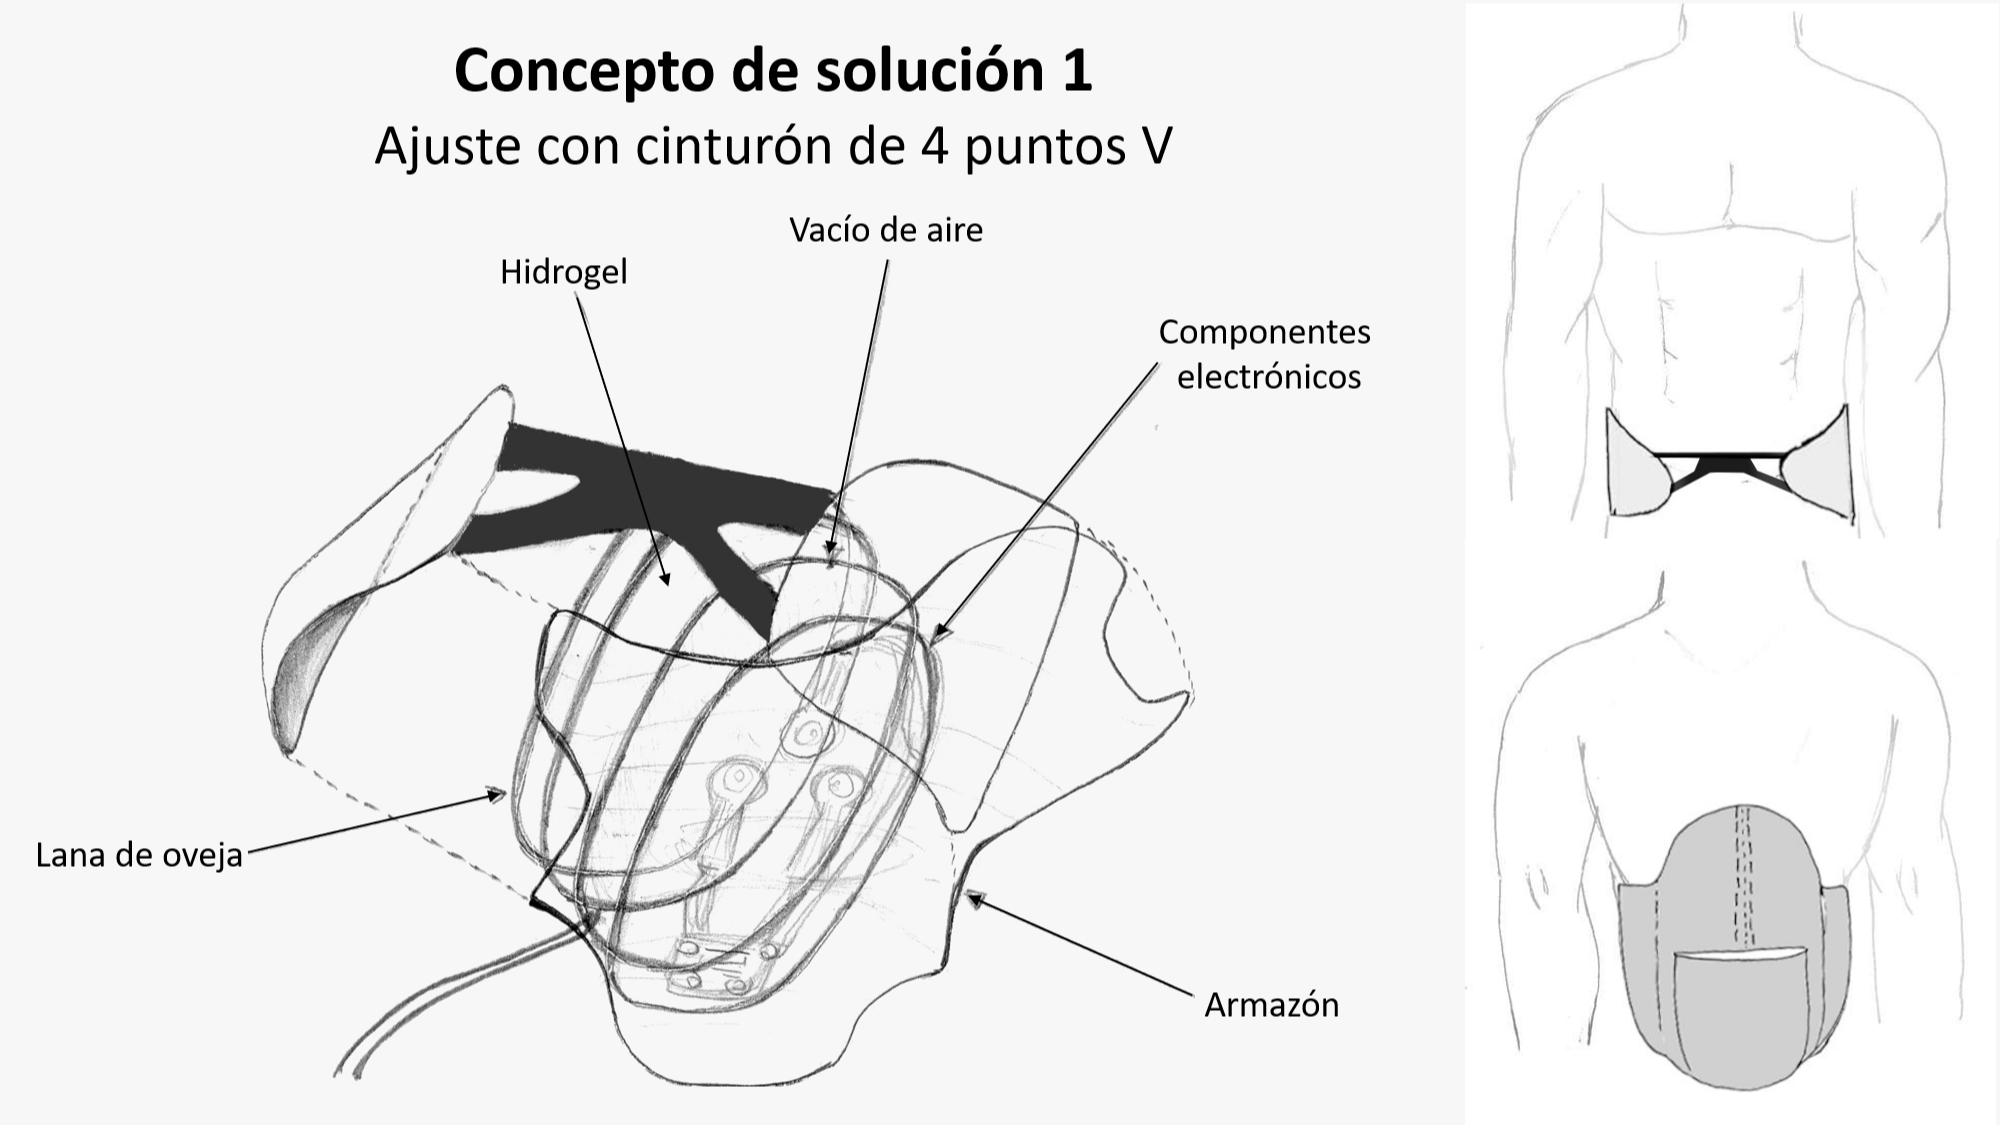 Concepto de solución 1
Ajuste con cinturón de 4 puntos V
Vacío de aire
Hidrogel
Componentes
electrónicos
Lana de oveja
Armazón